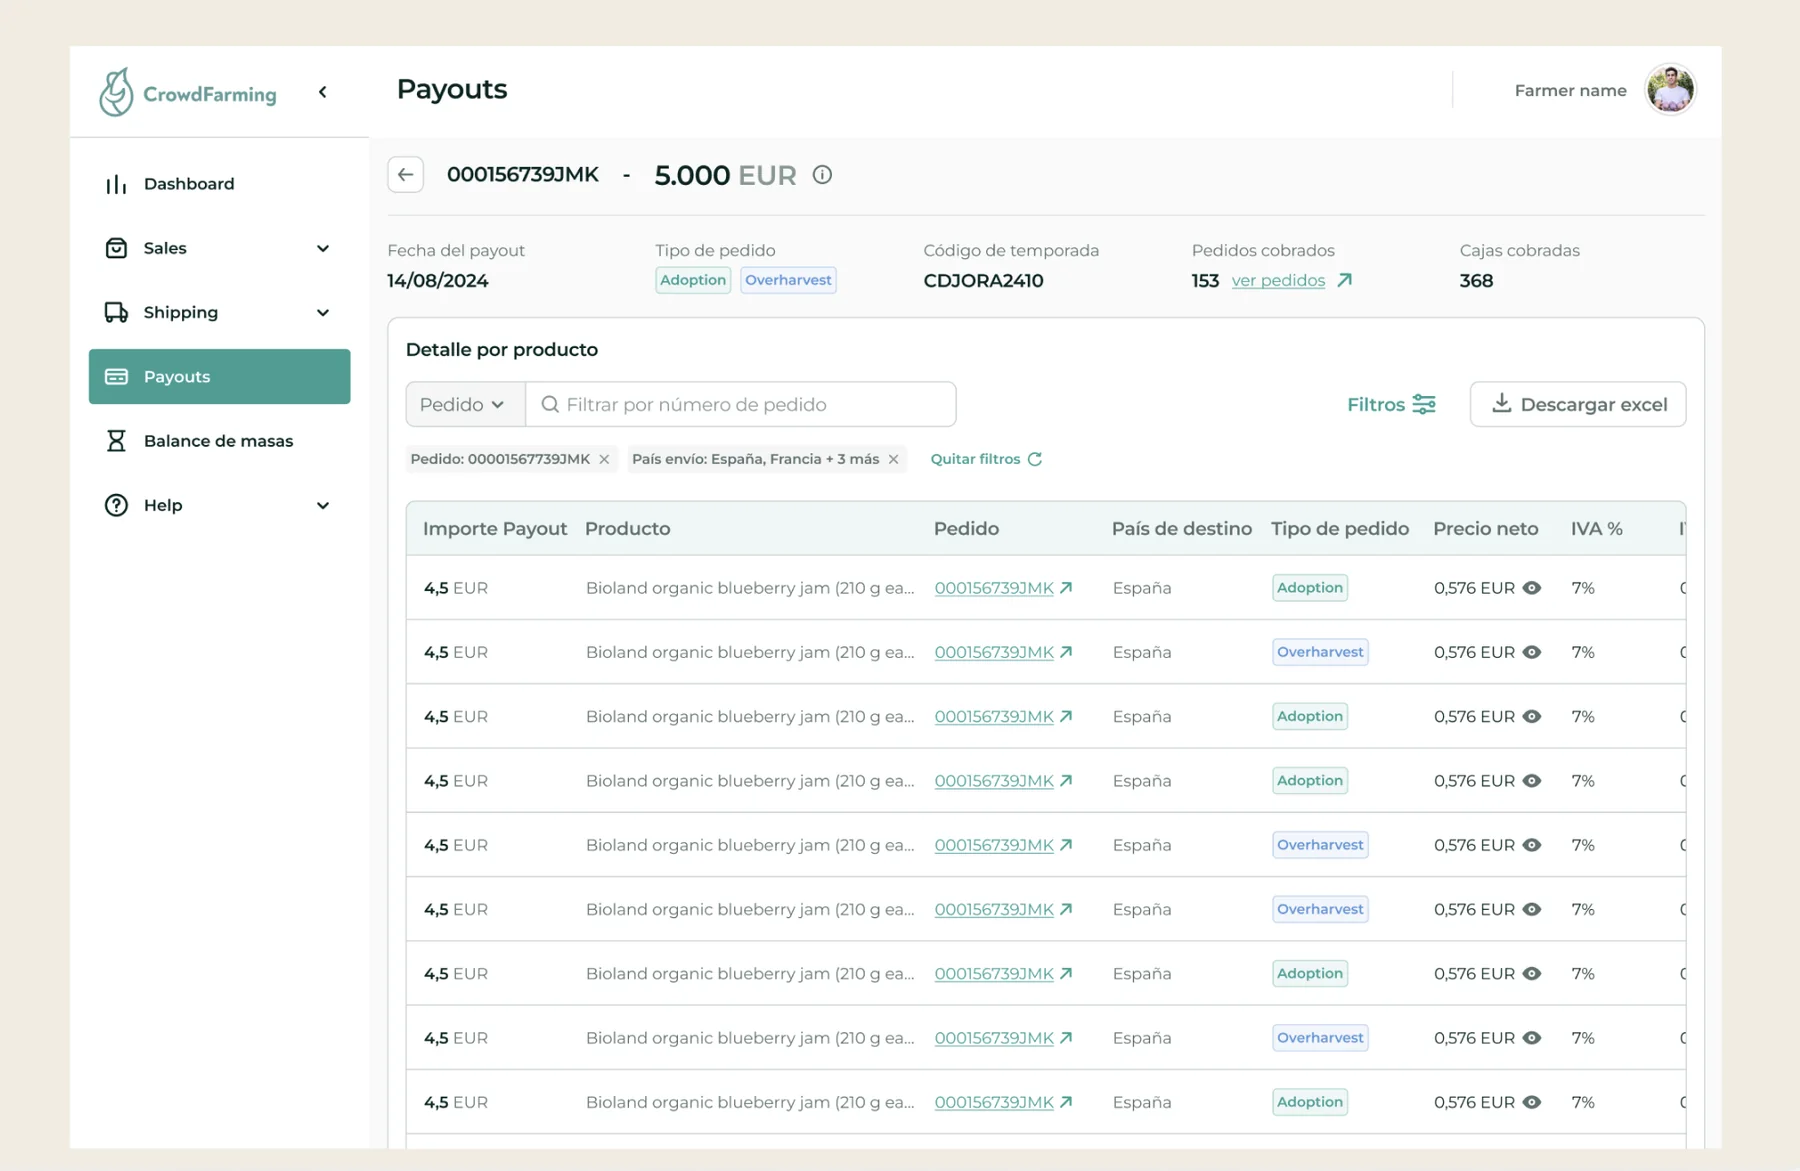 CrowdFarming
Payouts
Farmer name
Dashboard
Sales
Shipping
Payouts
Balance de masas
Help
000156739JMK - 5.000 EUR
Fecha del payout
14/08/2024
Tipo de pedido
Adoption Overharvest
Código de temporada
CDJORA2410
Pedidos cobrados
153 ver pedidos
Cajas cobradas
368
Detalle por producto
Pedido Filtrar por número de pedido Filtros Descargar excel
Pedido: 00001567739JMK País envío: España, Francia + 3 más Quitar filtros
Importe Payout Producto Pedido País de destino Tipo de pedido Precio neto IVA %
4,5 EUR Bioland organic blueberry jam (210 g ea... 000156739JMK España Adoption 0,576 EUR 7%
4,5 EUR Bioland organic blueberry jam (210 g ea... 000156739JMK España Overharvest 0,576 EUR 7%
4,5 EUR Bioland organic blueberry jam (210 g ea... 000156739JMK España Adoption 0,576 EUR 7%
4,5 EUR Bioland organic blueberry jam (210 g ea... 000156739JMK España Adoption 0,576 EUR 7%
4,5 EUR Bioland organic blueberry jam (210 g ea... 000156739JMK España Overharvest 0,576 EUR 7%
4,5 EUR Bioland organic blueberry jam (210 g ea... 000156739JMK España Overharvest 0,576 EUR 7%
4,5 EUR Bioland organic blueberry jam (210 g ea... 000156739JMK España Adoption 0,576 EUR 7%
4,5 EUR Bioland organic blueberry jam (210 g ea... 000156739JMK España Overharvest 0,576 EUR 7%
4,5 EUR Bioland organic blueberry jam (210 g ea... 000156739JMK España Adoption 0,576 EUR 7%